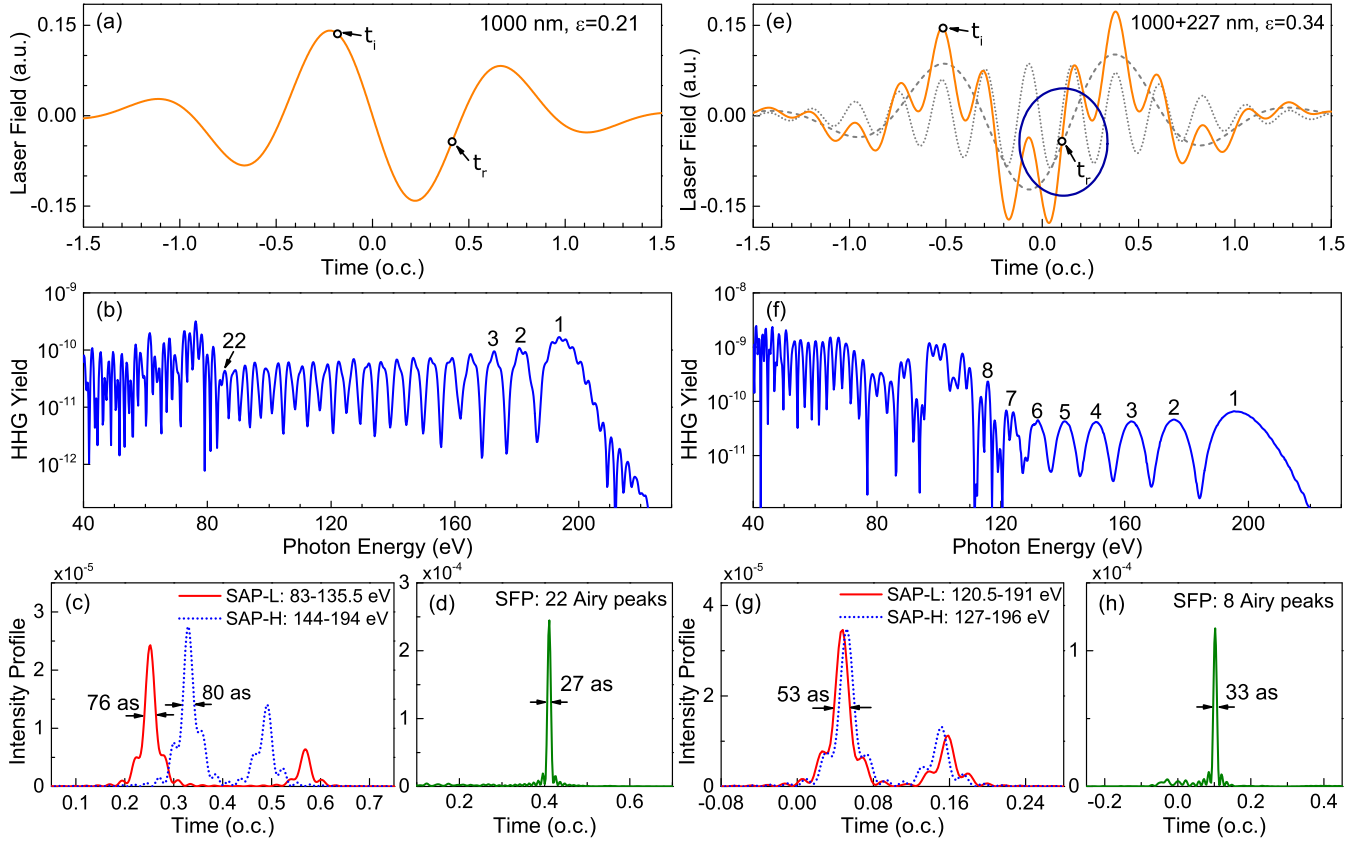 (a)
1000 nm, ε=0.21
t_i
t_r
Laser Field (a.u.)
0.15
0.00
-0.15
-1.5 -1.0 -0.5 0.0 0.5 1.0 1.5
Time (o.c.)
(e)
1000+227 nm, ε=0.34
t_i
t_r
Laser Field (a.u.)
0.15
0.00
-0.15
-1.5 -1.0 -0.5 0.0 0.5 1.0 1.5
Time (o.c.)
(b)
22 3 2 1
HHG Yield
10^-9
10^-10
10^-11
10^-12
40 80 120 160 200
Photon Energy (eV)
(f)
8 7 6 5 4 3 2 1
HHG Yield
10^-8
10^-9
10^-10
10^-11
40 80 120 160 200
Photon Energy (eV)
x10^-5
(c)
SAP-L: 83-135.5 eV
SAP-H: 144-194 eV
76 as
80 as
Intensity Profile
3
2
1
0
0.1 0.2 0.3 0.4 0.5 0.6 0.7
Time (o.c.)
x10^-4
(d)
SFP: 22 Airy peaks
27 as
3
2
1
0
0.2 0.4 0.6
Time (o.c.)
x10^-5
(g)
SAP-L: 120.5-191 eV
SAP-H: 127-196 eV
53 as
Intensity Profile
4
2
0
-0.08 0.00 0.08 0.16 0.24
Time (o.c.)
x10^-4
(h)
SFP: 8 Airy peaks
33 as
1
0
-0.2 0.0 0.2 0.4
Time (o.c.)